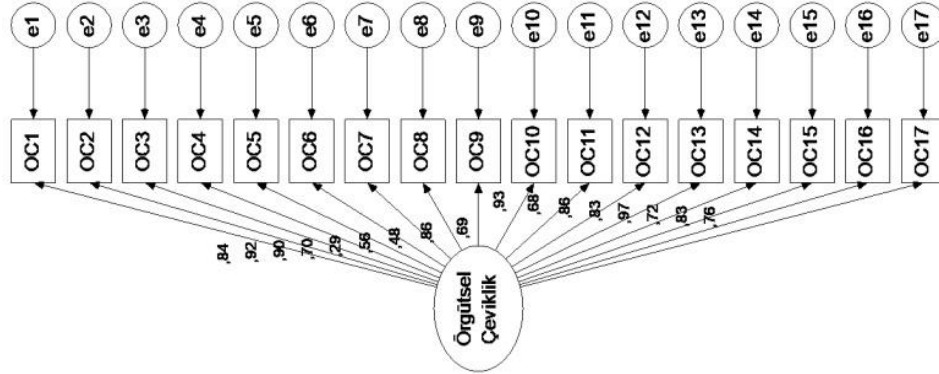 e1
e2
e3
e4
e5
e6
e7
e8
e9
e10
e11
e12
e13
e14
e15
e16
e17
OC1
OC2
OC3
OC4
OC5
OC6
OC7
OC8
OC9
OC10
OC11
OC12
OC13
OC14
OC15
OC16
OC17
,84
,92
,90
,70
,29
,56
,48
,86
,69
,93
,68
,86
,83
,97
,72
,83
,76
Örgütsel
Çeviklik